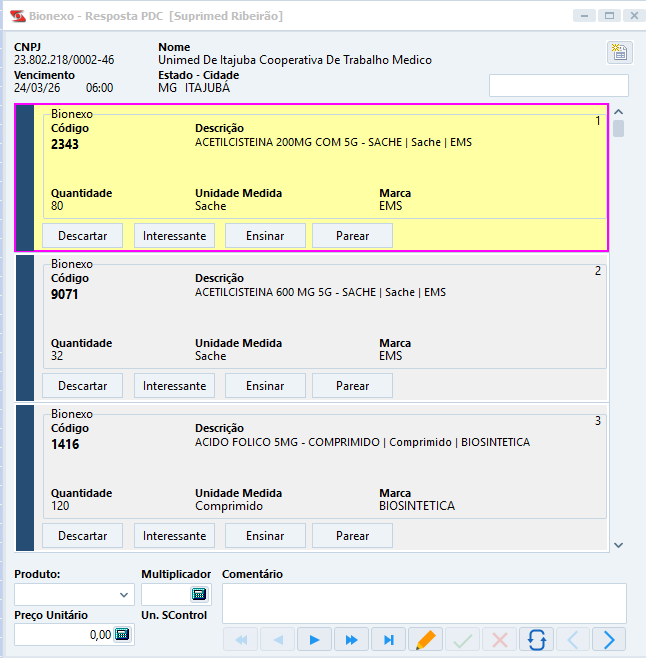 Bionexo - Resposta PDC [Suprimed Ribeirão]
CNPJ Nome
23.802.218/0002-46 Unimed De Itajuba Cooperativa De Trabalho Medico
Vencimento Estado - Cidade
24/03/26 06:00 MG ITAJUBÁ
Bionexo 1
Código Descrição
2343 ACETILCISTEINA 200MG COM 5G - SACHE | Sache | EMS
Quantidade Unidade Medida Marca
80 Sache EMS
Descartar Interessante Ensinar Parear
Bionexo 2
Código Descrição
9071 ACETILCISTEINA 600 MG 5G - SACHE | Sache | EMS
Quantidade Unidade Medida Marca
32 Sache EMS
Descartar Interessante Ensinar Parear
Bionexo 3
Código Descrição
1416 ACIDO FOLICO 5MG - COMPRIMIDO | Comprimido | BIOSINTETICA
Quantidade Unidade Medida Marca
120 Comprimido BIOSINTETICA
Descartar Interessante Ensinar Parear
Produto: Multiplicador Comentário
Preço Unitário Un. SControl
0,00